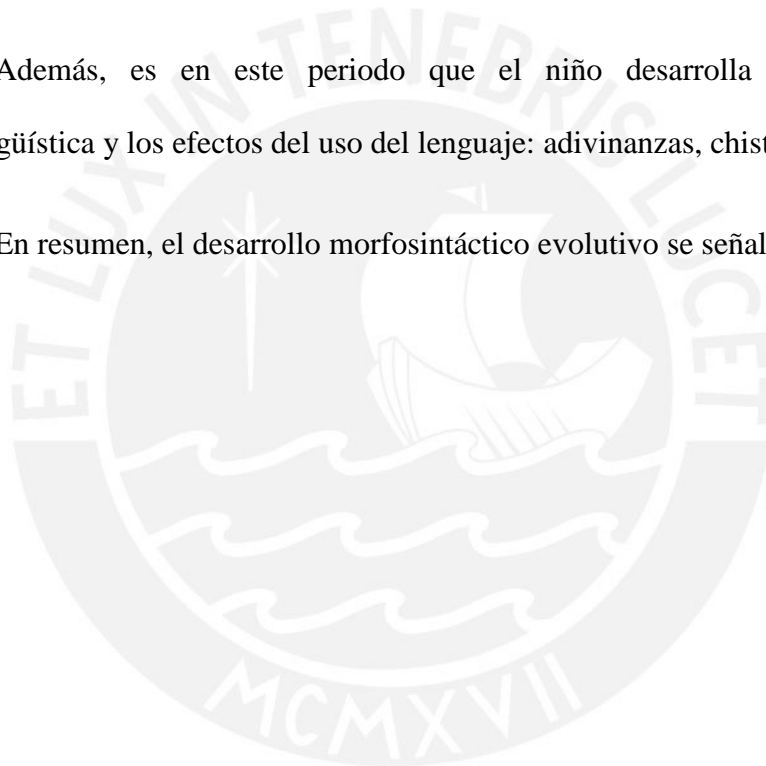 Además, es en este periodo que el niño desarrolla
güística y los efectos del uso del lenguaje: adivinanzas, chist
En resumen, el desarrollo morfosintáctico evolutivo se señal
ET LUX IN TENEBRIS LUCET
MCMXVII